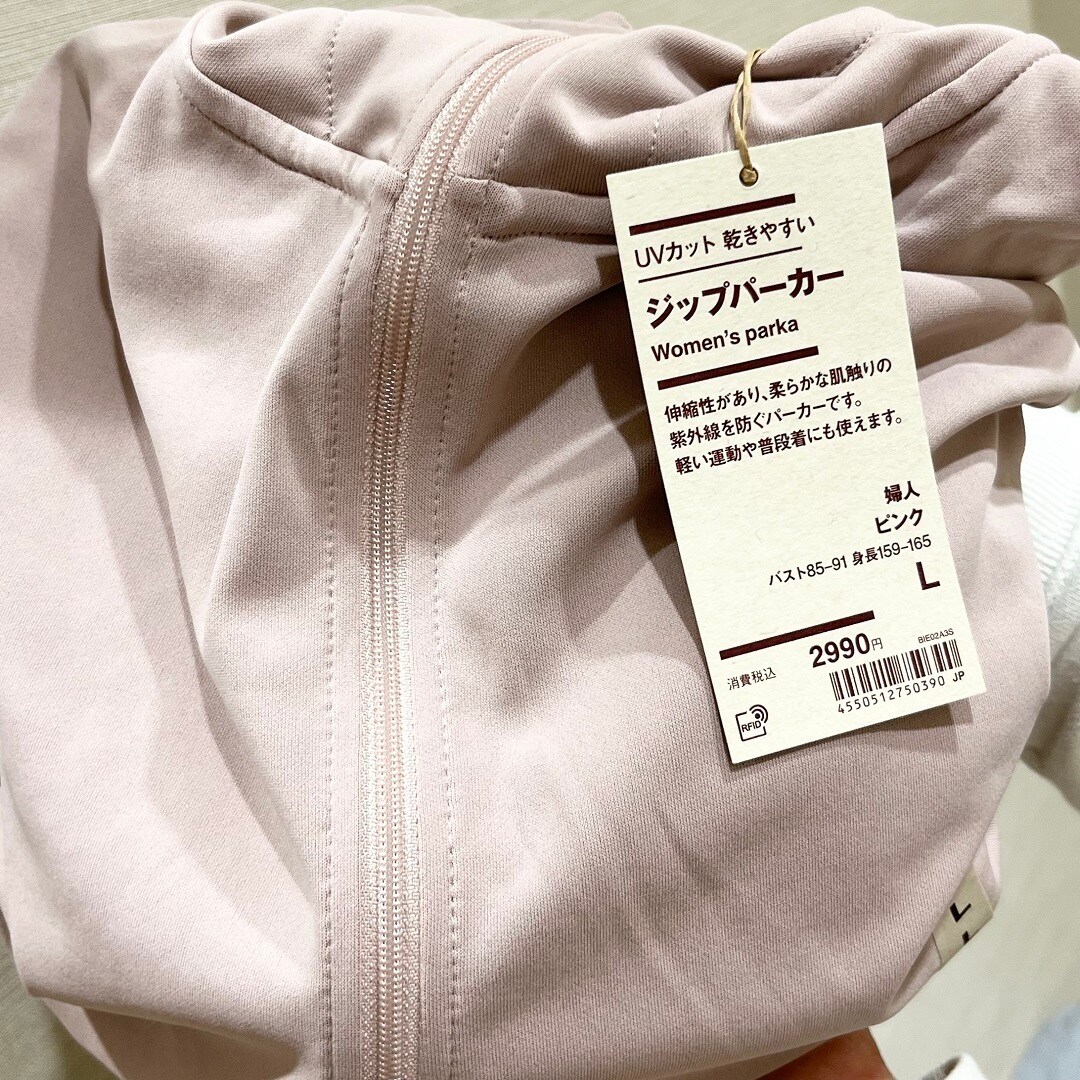 UVカット 乾きやすい
ジップパーカー
Women's parka
伸縮性があり、柔らかな肌触りの
紫外線を防ぐパーカーです。
軽い運動や普段着にも使えます。
婦人
ピンク
バスト85-91 身長159-165
L
消費税込 2990円
BIE02A3S
4550512750390 JP
RFID
L